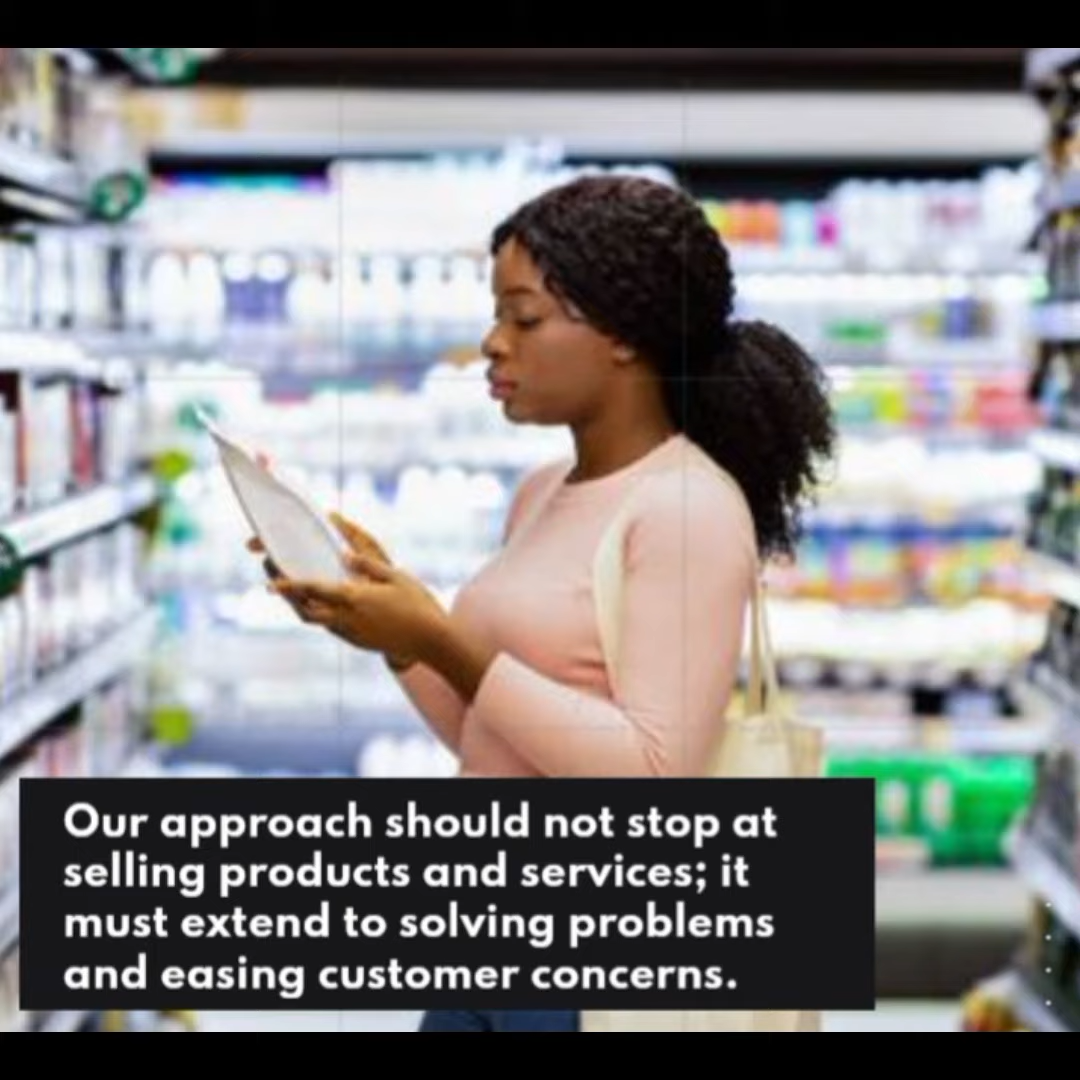 Our approach should not stop at
selling products and services; it
must extend to solving problems
and easing customer concerns.